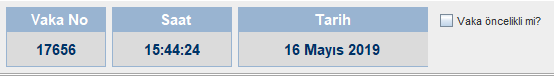 Vaka No Saat Tarih Vaka öncelikli mi?
17656 15:44:24 16 Mayıs 2019